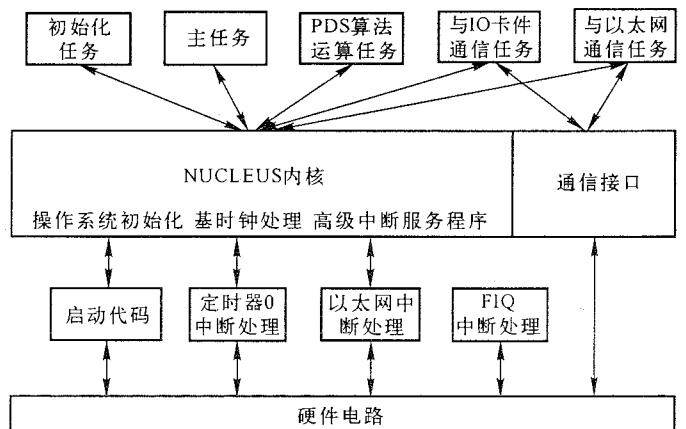 初始化
任务
主任务
PDS算法
运算任务
与IO卡件
通信任务
与以太网
通信任务
NUCLEUS内核
操作系统初始化 基时钟处理 高级中断服务程序
通信接口
启动代码
定时器0
中断处理
以太网中
断处理
FIQ
中断处理
硬件电路